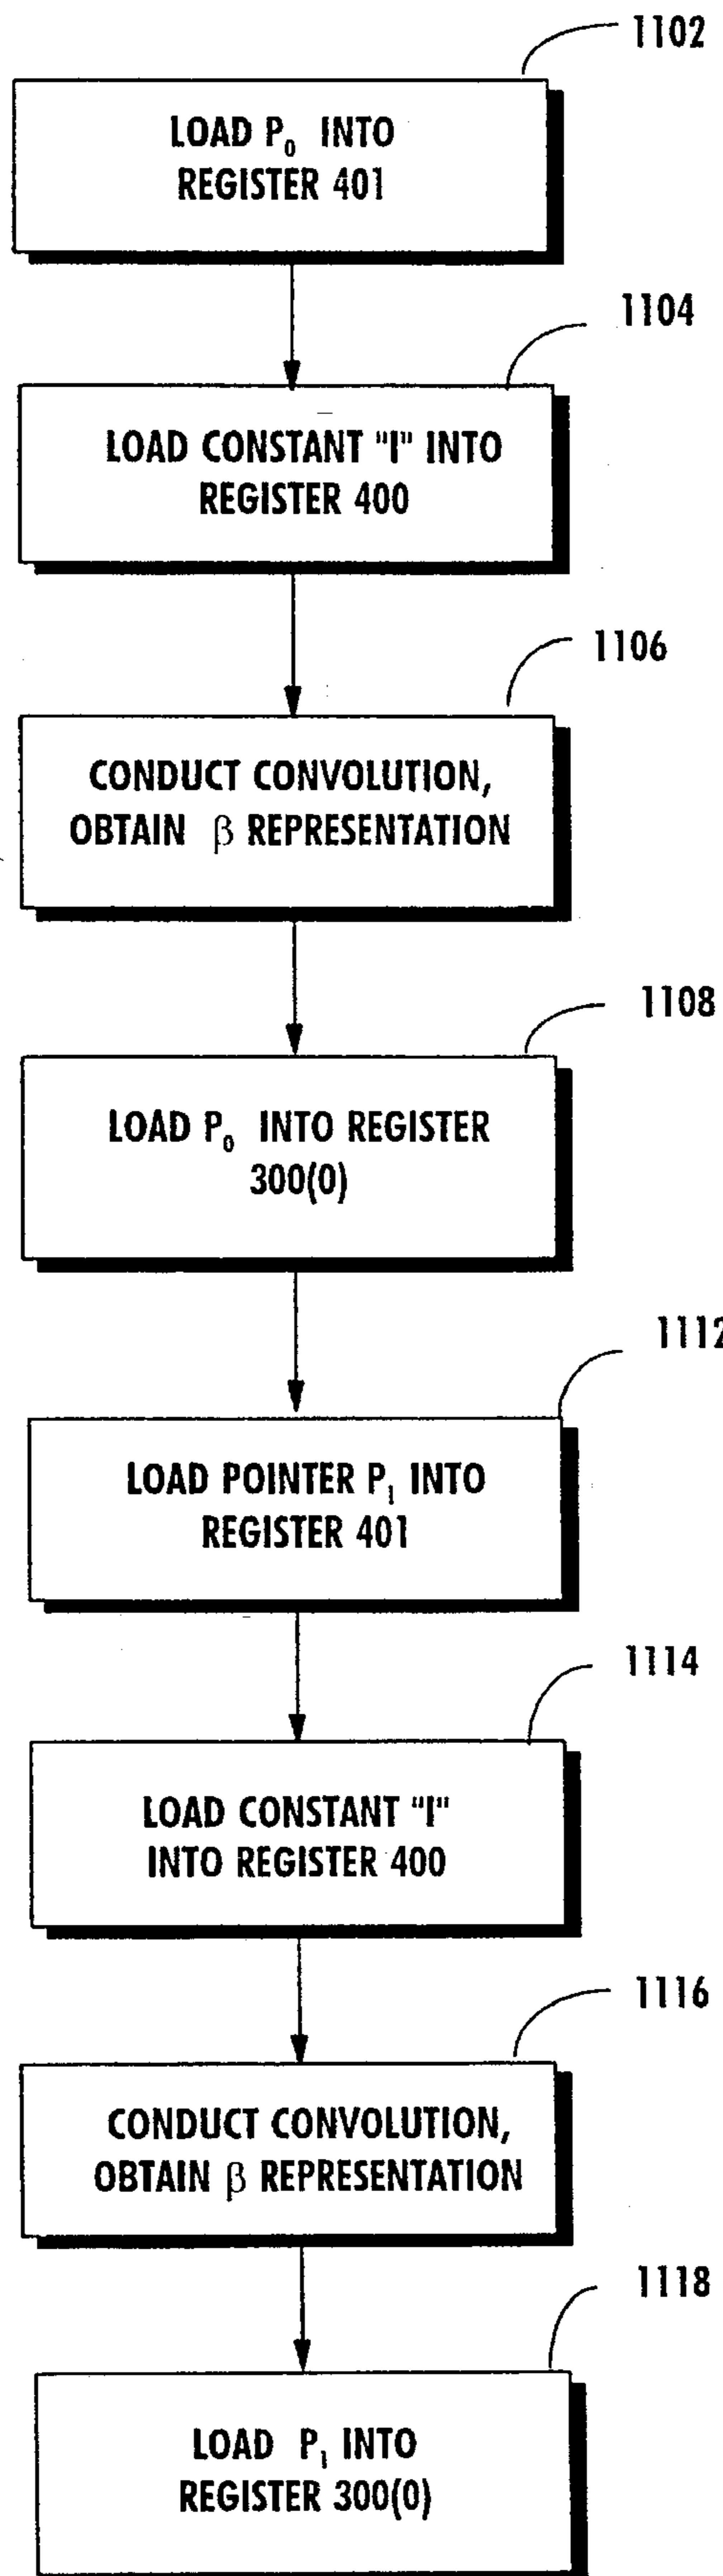 1102
LOAD P₀ INTO
REGISTER 401
1104
LOAD CONSTANT "I" INTO
REGISTER 400
1106
CONDUCT CONVOLUTION,
OBTAIN β REPRESENTATION
1108
LOAD P₀ INTO REGISTER
300(0)
1112
LOAD POINTER P₁ INTO
REGISTER 401
1114
LOAD CONSTANT "I"
INTO REGISTER 400
1116
CONDUCT CONVOLUTION,
OBTAIN β REPRESENTATION
1118
LOAD P₁ INTO
REGISTER 300(0)